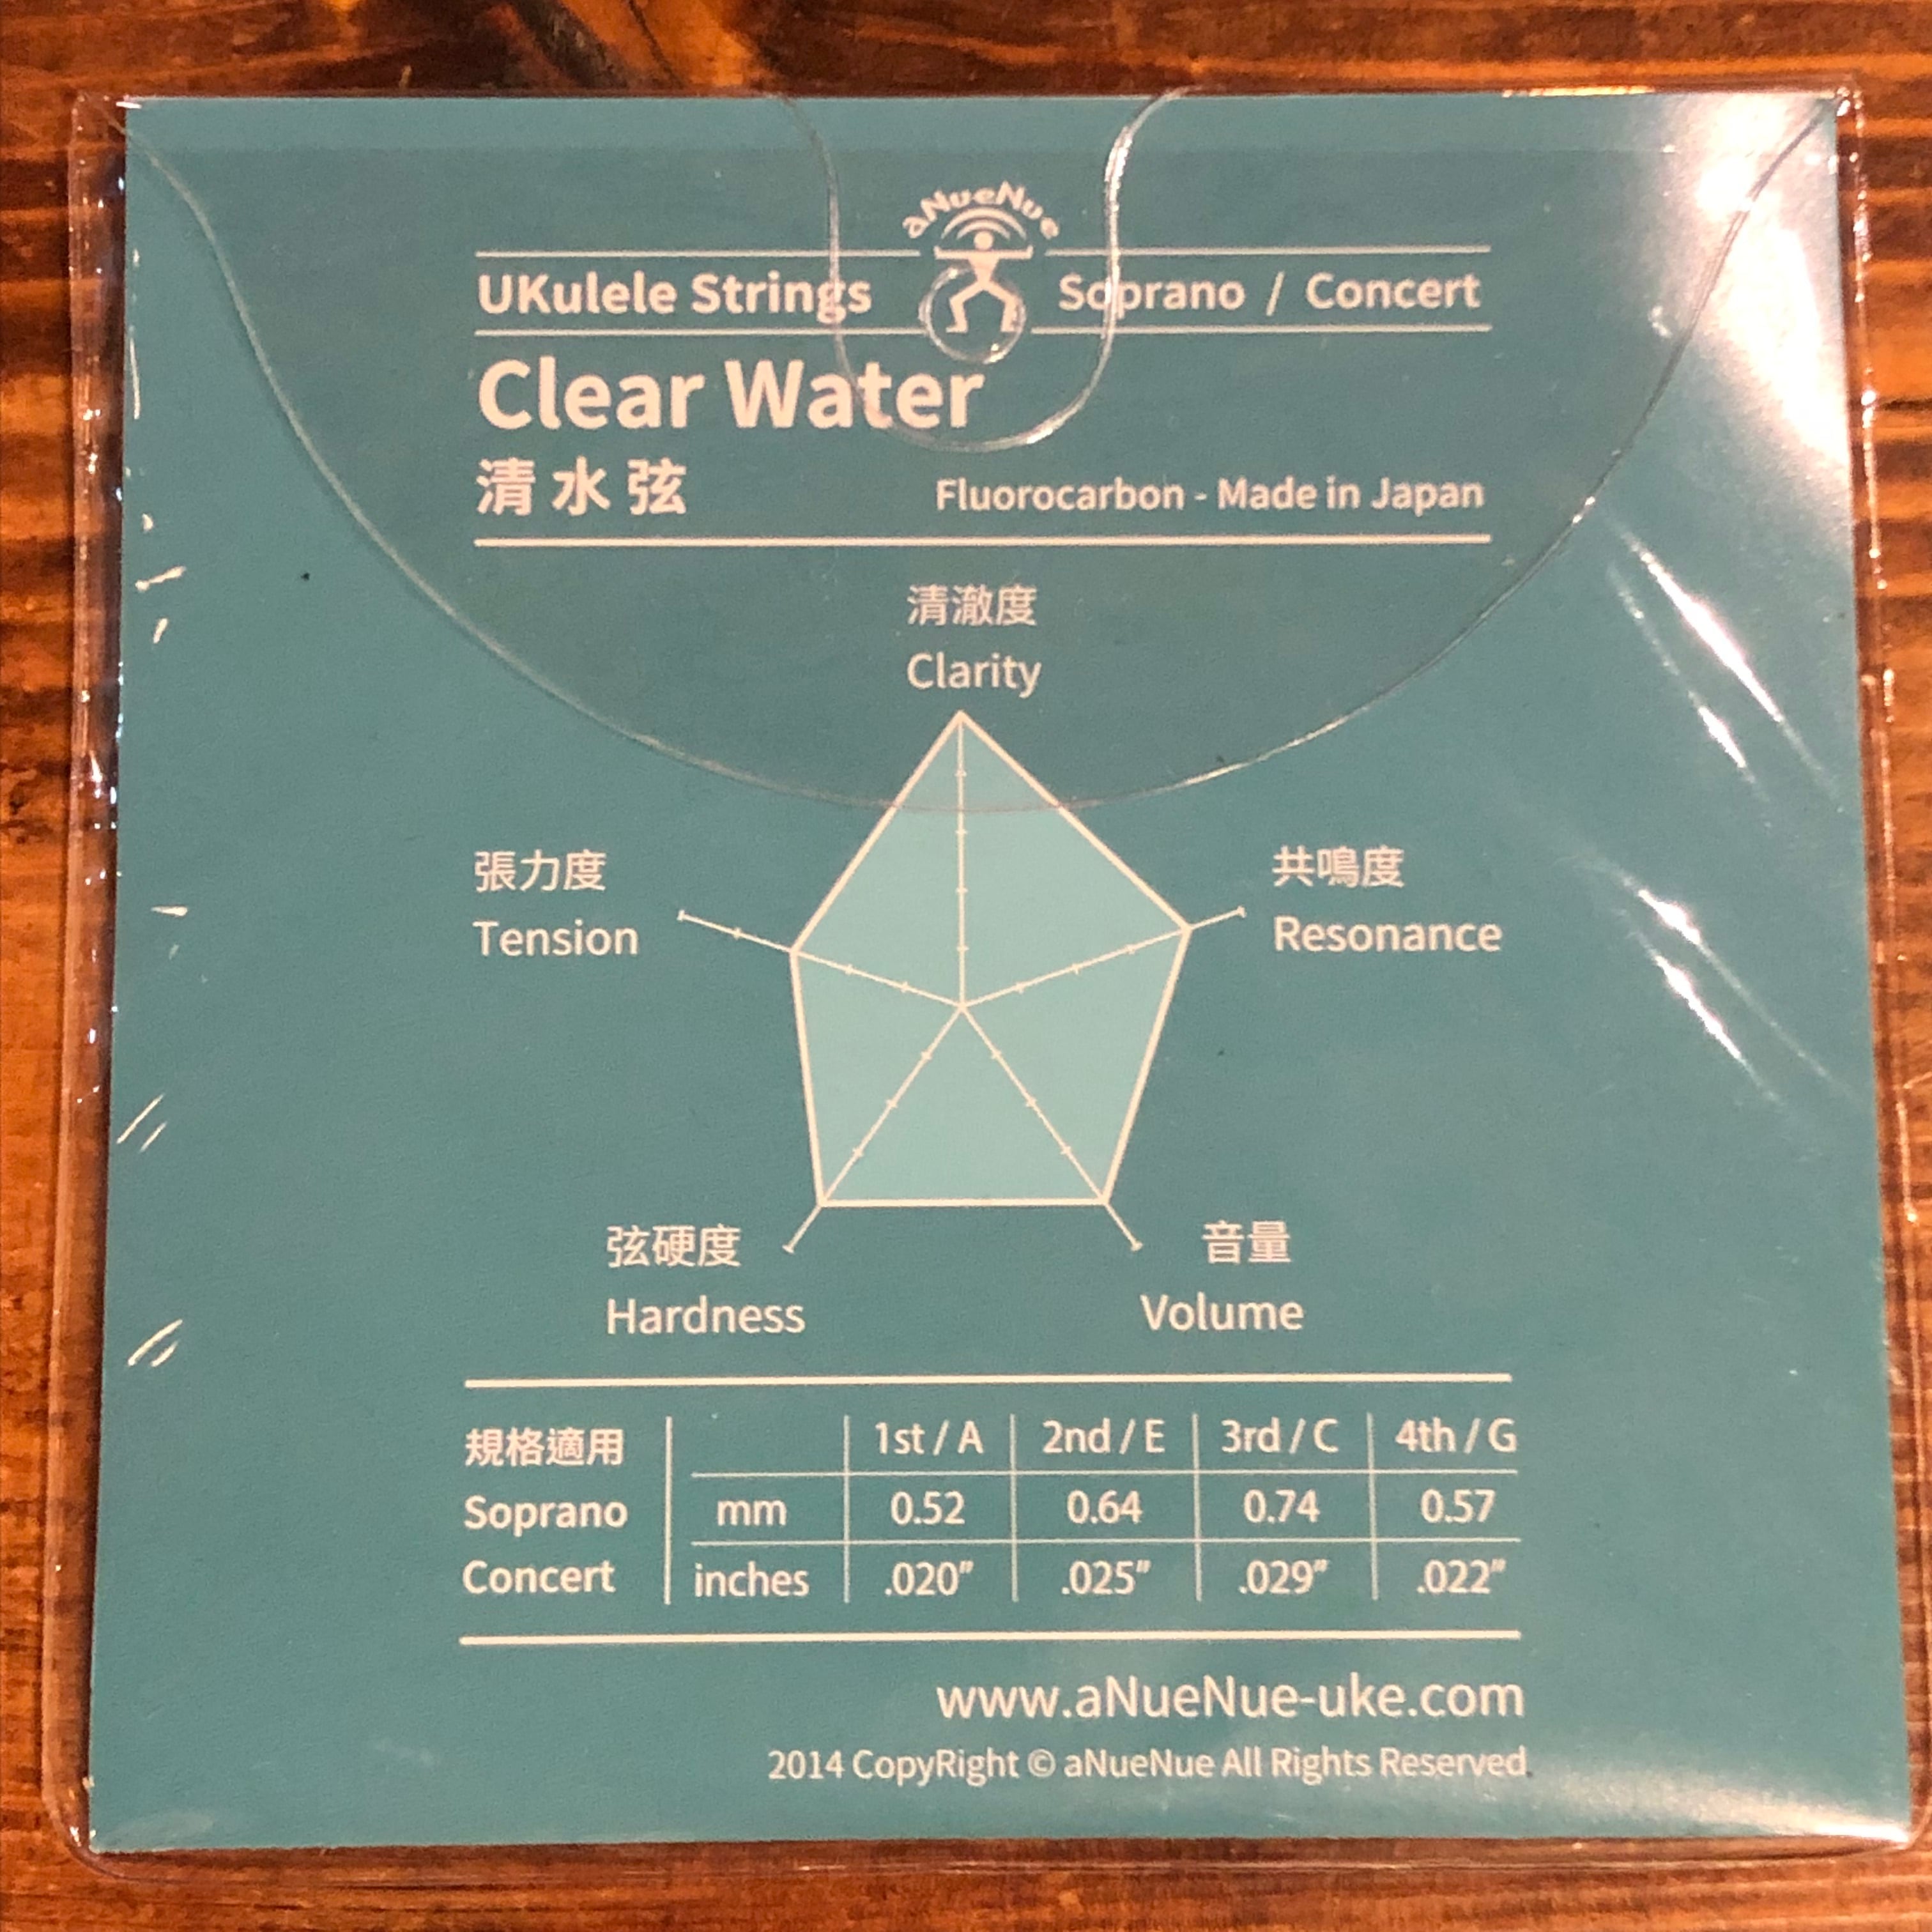 aNueNue
UKulele Strings Soprano / Concert
Clear Water
清水弦 Fluorocarbon - Made in Japan
清澈度
Clarity
張力度 共鳴度
Tension Resonance
弦硬度 音量
Hardness Volume
規格適用 1st / A 2nd / E 3rd / C 4th / G
Soprano mm 0.52 0.64 0.74 0.57
Concert inches .020" .025" .029" .022"
www.aNueNue-uke.com
2014 CopyRight © aNueNue All Rights Reserved.